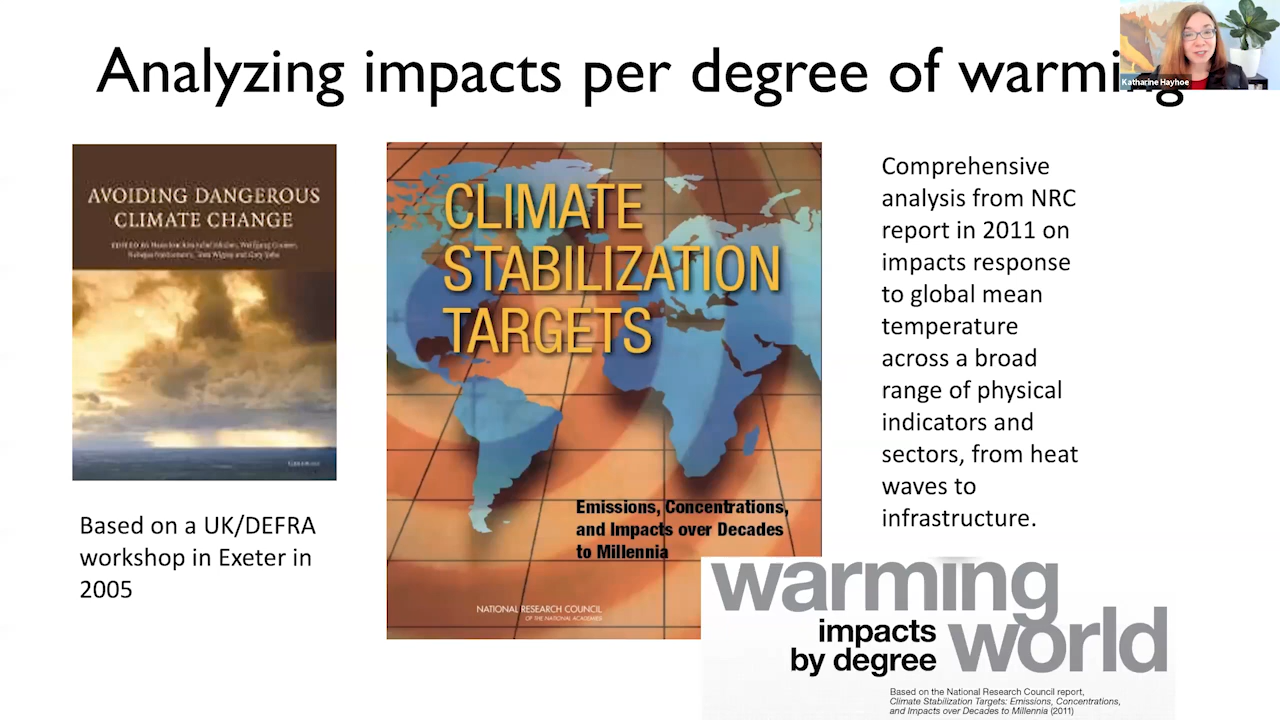 Analyzing impacts per degree of warming
Katharine Hayhoe
AVOIDING DANGEROUS
CLIMATE CHANGE
CLIMATE
STABILIZATION
TARGETS
Emissions, Concentrations,
and Impacts over Decades
to Millennia
NATIONAL RESEARCH COUNCIL
OF THE NATIONAL ACADEMIES
Comprehensive
analysis from NRC
report in 2011 on
impacts response
to global mean
temperature
across a broad
range of physical
indicators and
sectors, from heat
waves to
infrastructure.
Based on a UK/DEFRA
workshop in Exeter in
2005
warming
impacts
by degree
world
Based on the National Research Council report,
Climate Stabilization Targets: Emissions, Concentrations,
and Impacts over Decades to Millennia (2011)